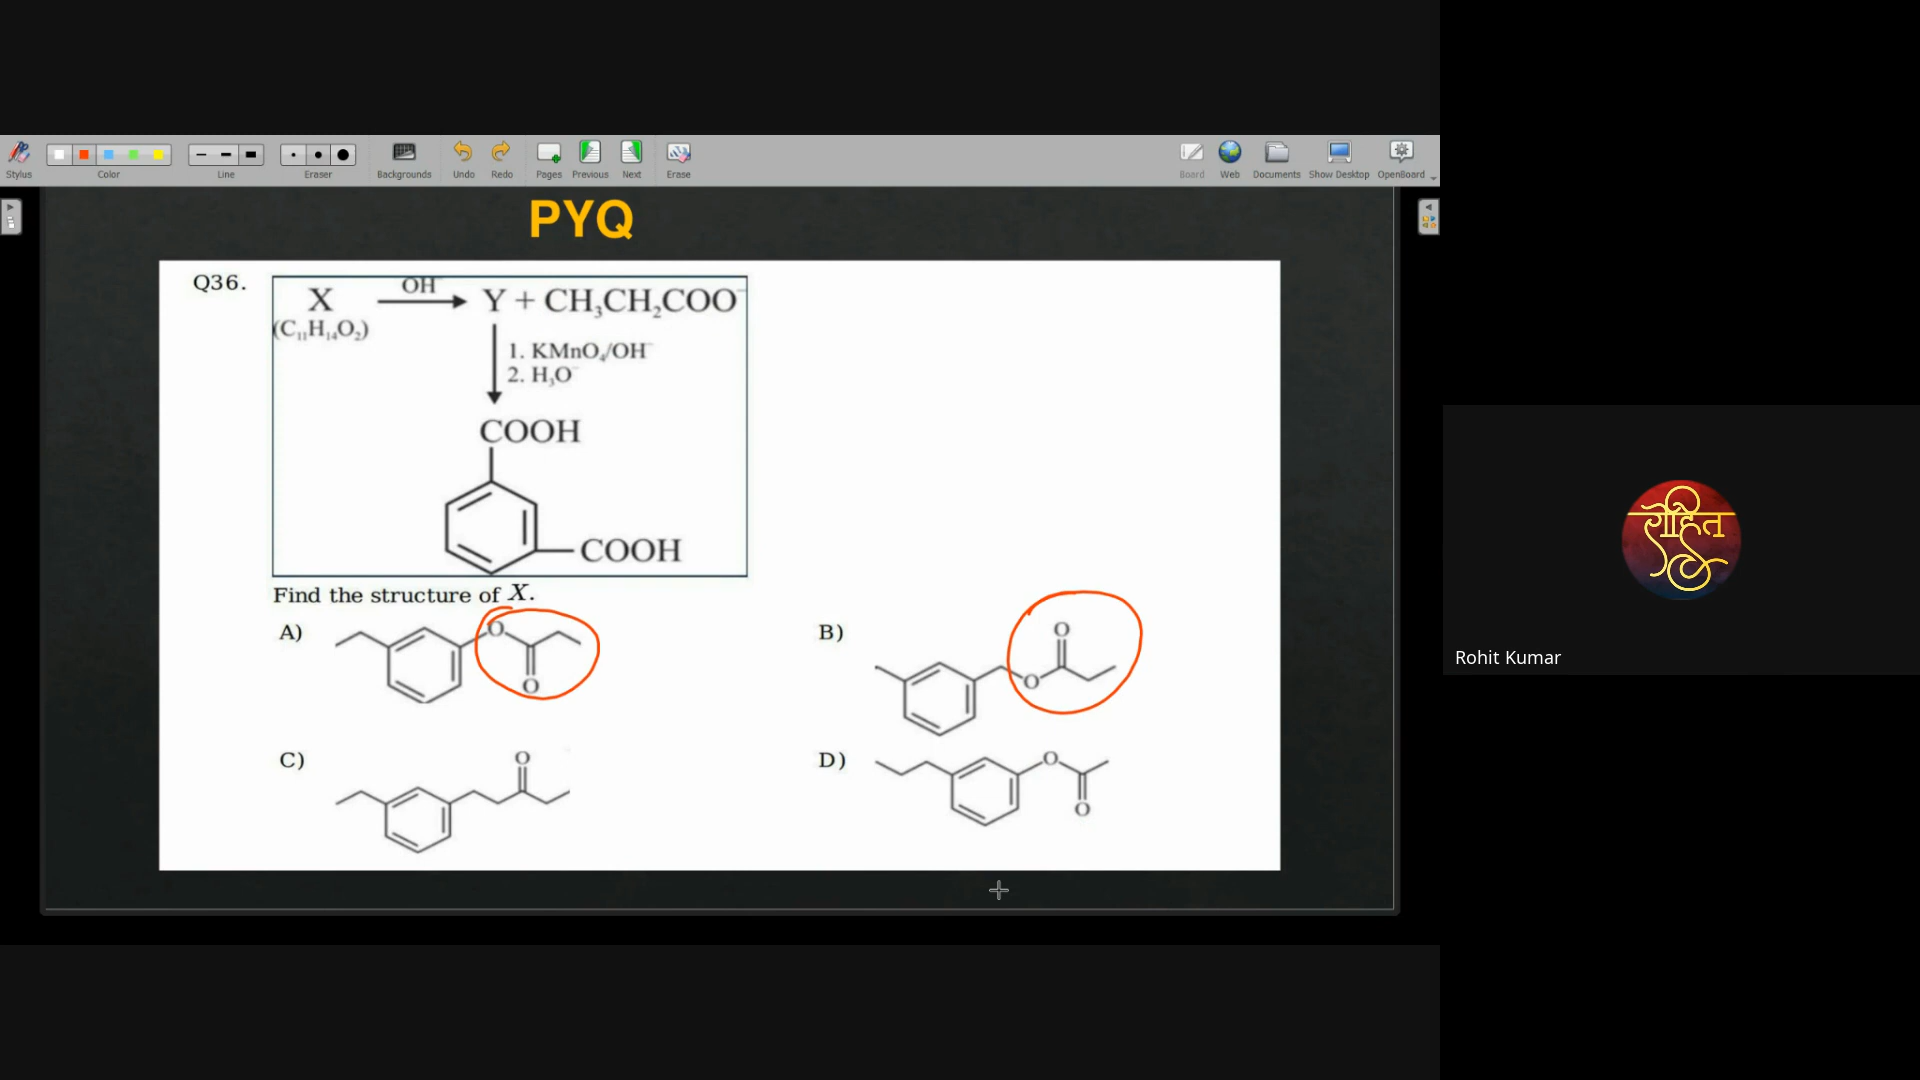 Stylus
Color
Line
Eraser
Backgrounds
Undo
Redo
Pages
Previous
Next
Erase
Board
Web
Documents
Show Desktop
OpenBoard
PYQ
Q36.
X OH⁻ Y + CH₃CH₂COO⁻
(C₁₁H₁₄O₂)
1. KMnO₄/OH⁻
2. H₃O⁻
COOH
COOH
Find the structure of X.
A)
O
O
B)
O
O
C)
O
D)
O
O
रोहित
Rohit Kumar